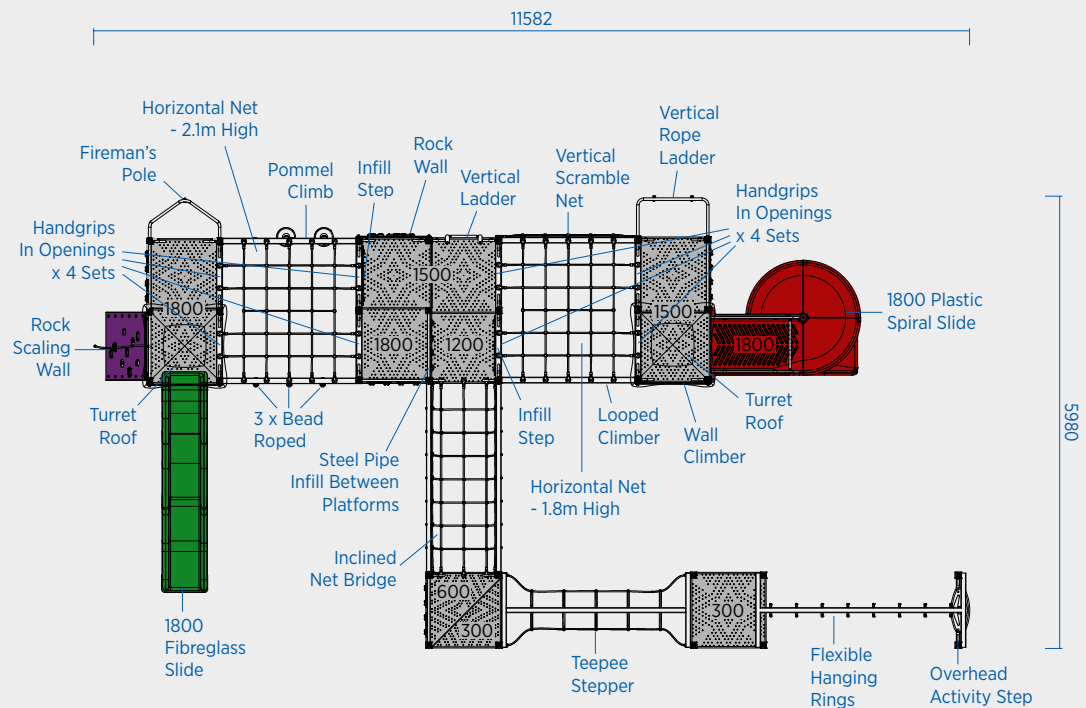 11582
Horizontal Net
- 2.1m High
Fireman's
Pole
Pommel
Climb
Infill
Step
Rock
Wall
Vertical
Ladder
Vertical
Scramble
Net
Vertical
Rope
Ladder
Handgrips
In Openings
x 4 Sets
Handgrips
In Openings
x 4 Sets
1800
1500
1800
1200
1500
1800
1800 Plastic
Spiral Slide
Rock
Scaling
Wall
Turret
Roof
3 x Bead
Roped
Steel Pipe
Infill Between
Platforms
Infill
Step
Looped
Climber
Wall
Climber
Turret
Roof
5980
Horizontal Net
- 1.8m High
Inclined
Net Bridge
600
300
300
1800
Fibreglass
Slide
Teepee
Stepper
Flexible
Hanging
Rings
Overhead
Activity Step